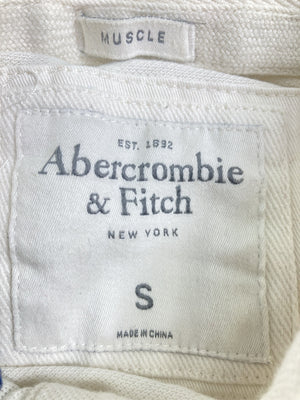 MUSCLE
EST. 1892
Abercrombie
& Fitch
NEW YORK
S
MADE IN CHINA